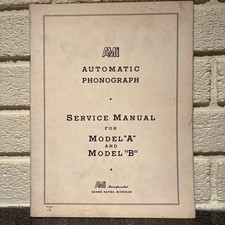 AMi
AUTOMATIC
PHONOGRAPH
SERVICE MANUAL
FOR
MODEL "A"
AND
MODEL "B"
AMi Incorporated
GRAND RAPIDS, MICHIGAN